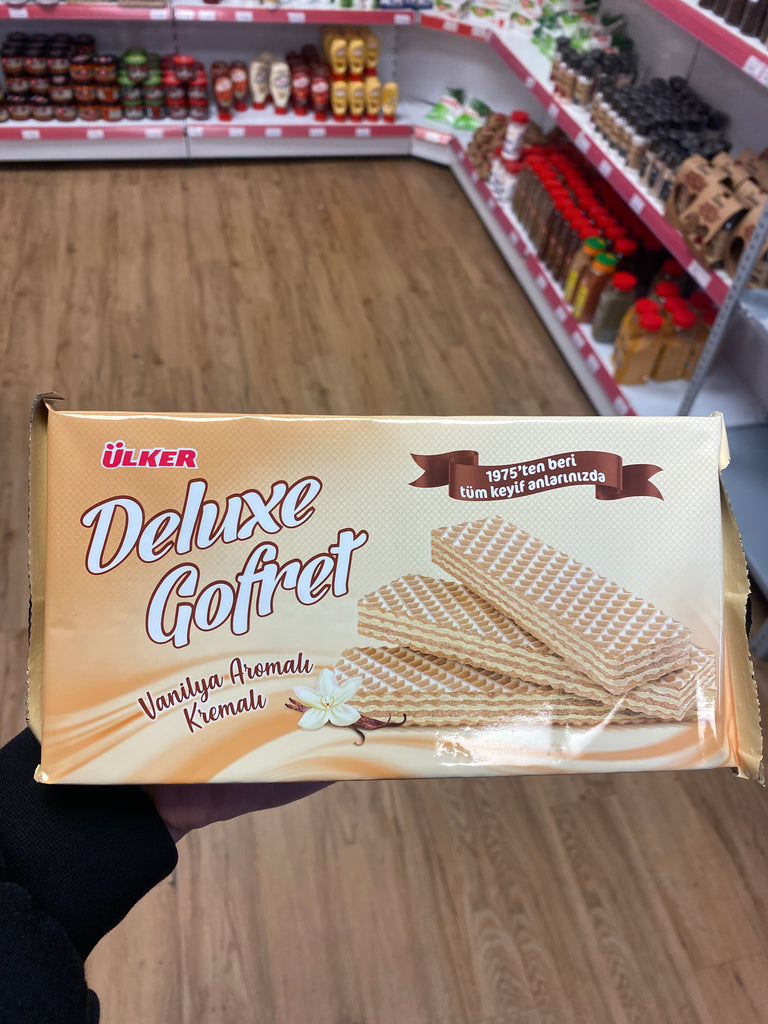 ÜLKER
Deluxe
Gofret
Vanilya Aromalı
Kremalı
1975'ten beri
tüm keyif anlarınızda